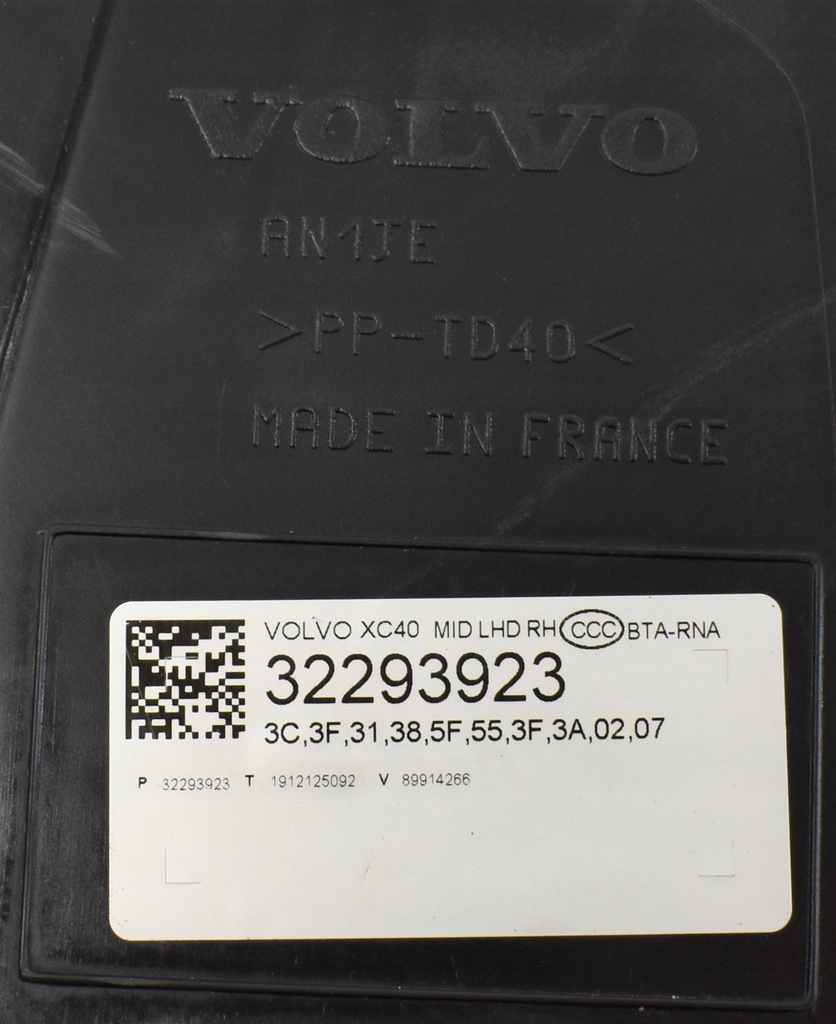 VOLVO
AN1JE
>PP-TD40<
MADE IN FRANCE
VOLVO XC40 MID LHD RH CCC BTA-RNA
32293923
3C,3F,31,38,5F,55,3F,3A,02,07
P 32293923 T 1912125092 V 89914266